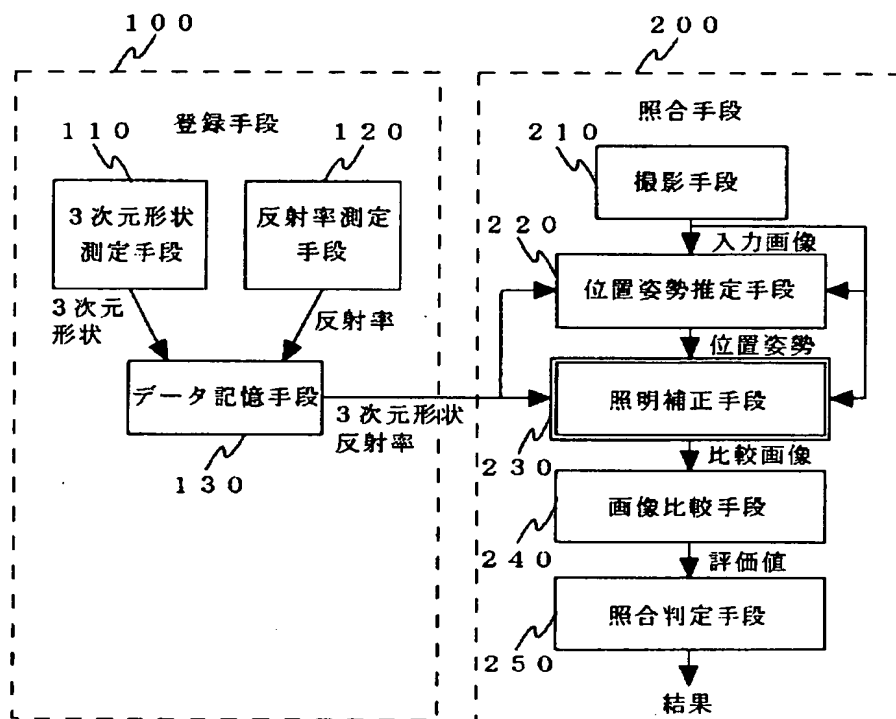 100
登録手段
110
120
3次元形状
測定手段
反射率測定
手段
3次元
形状
反射率
データ記憶手段
3次元形状
反射率
130
200
照合手段
210
撮影手段
220
入力画像
位置姿勢推定手段
位置姿勢
照明補正手段
230
比較画像
画像比較手段
240
評価値
照合判定手段
250
結果